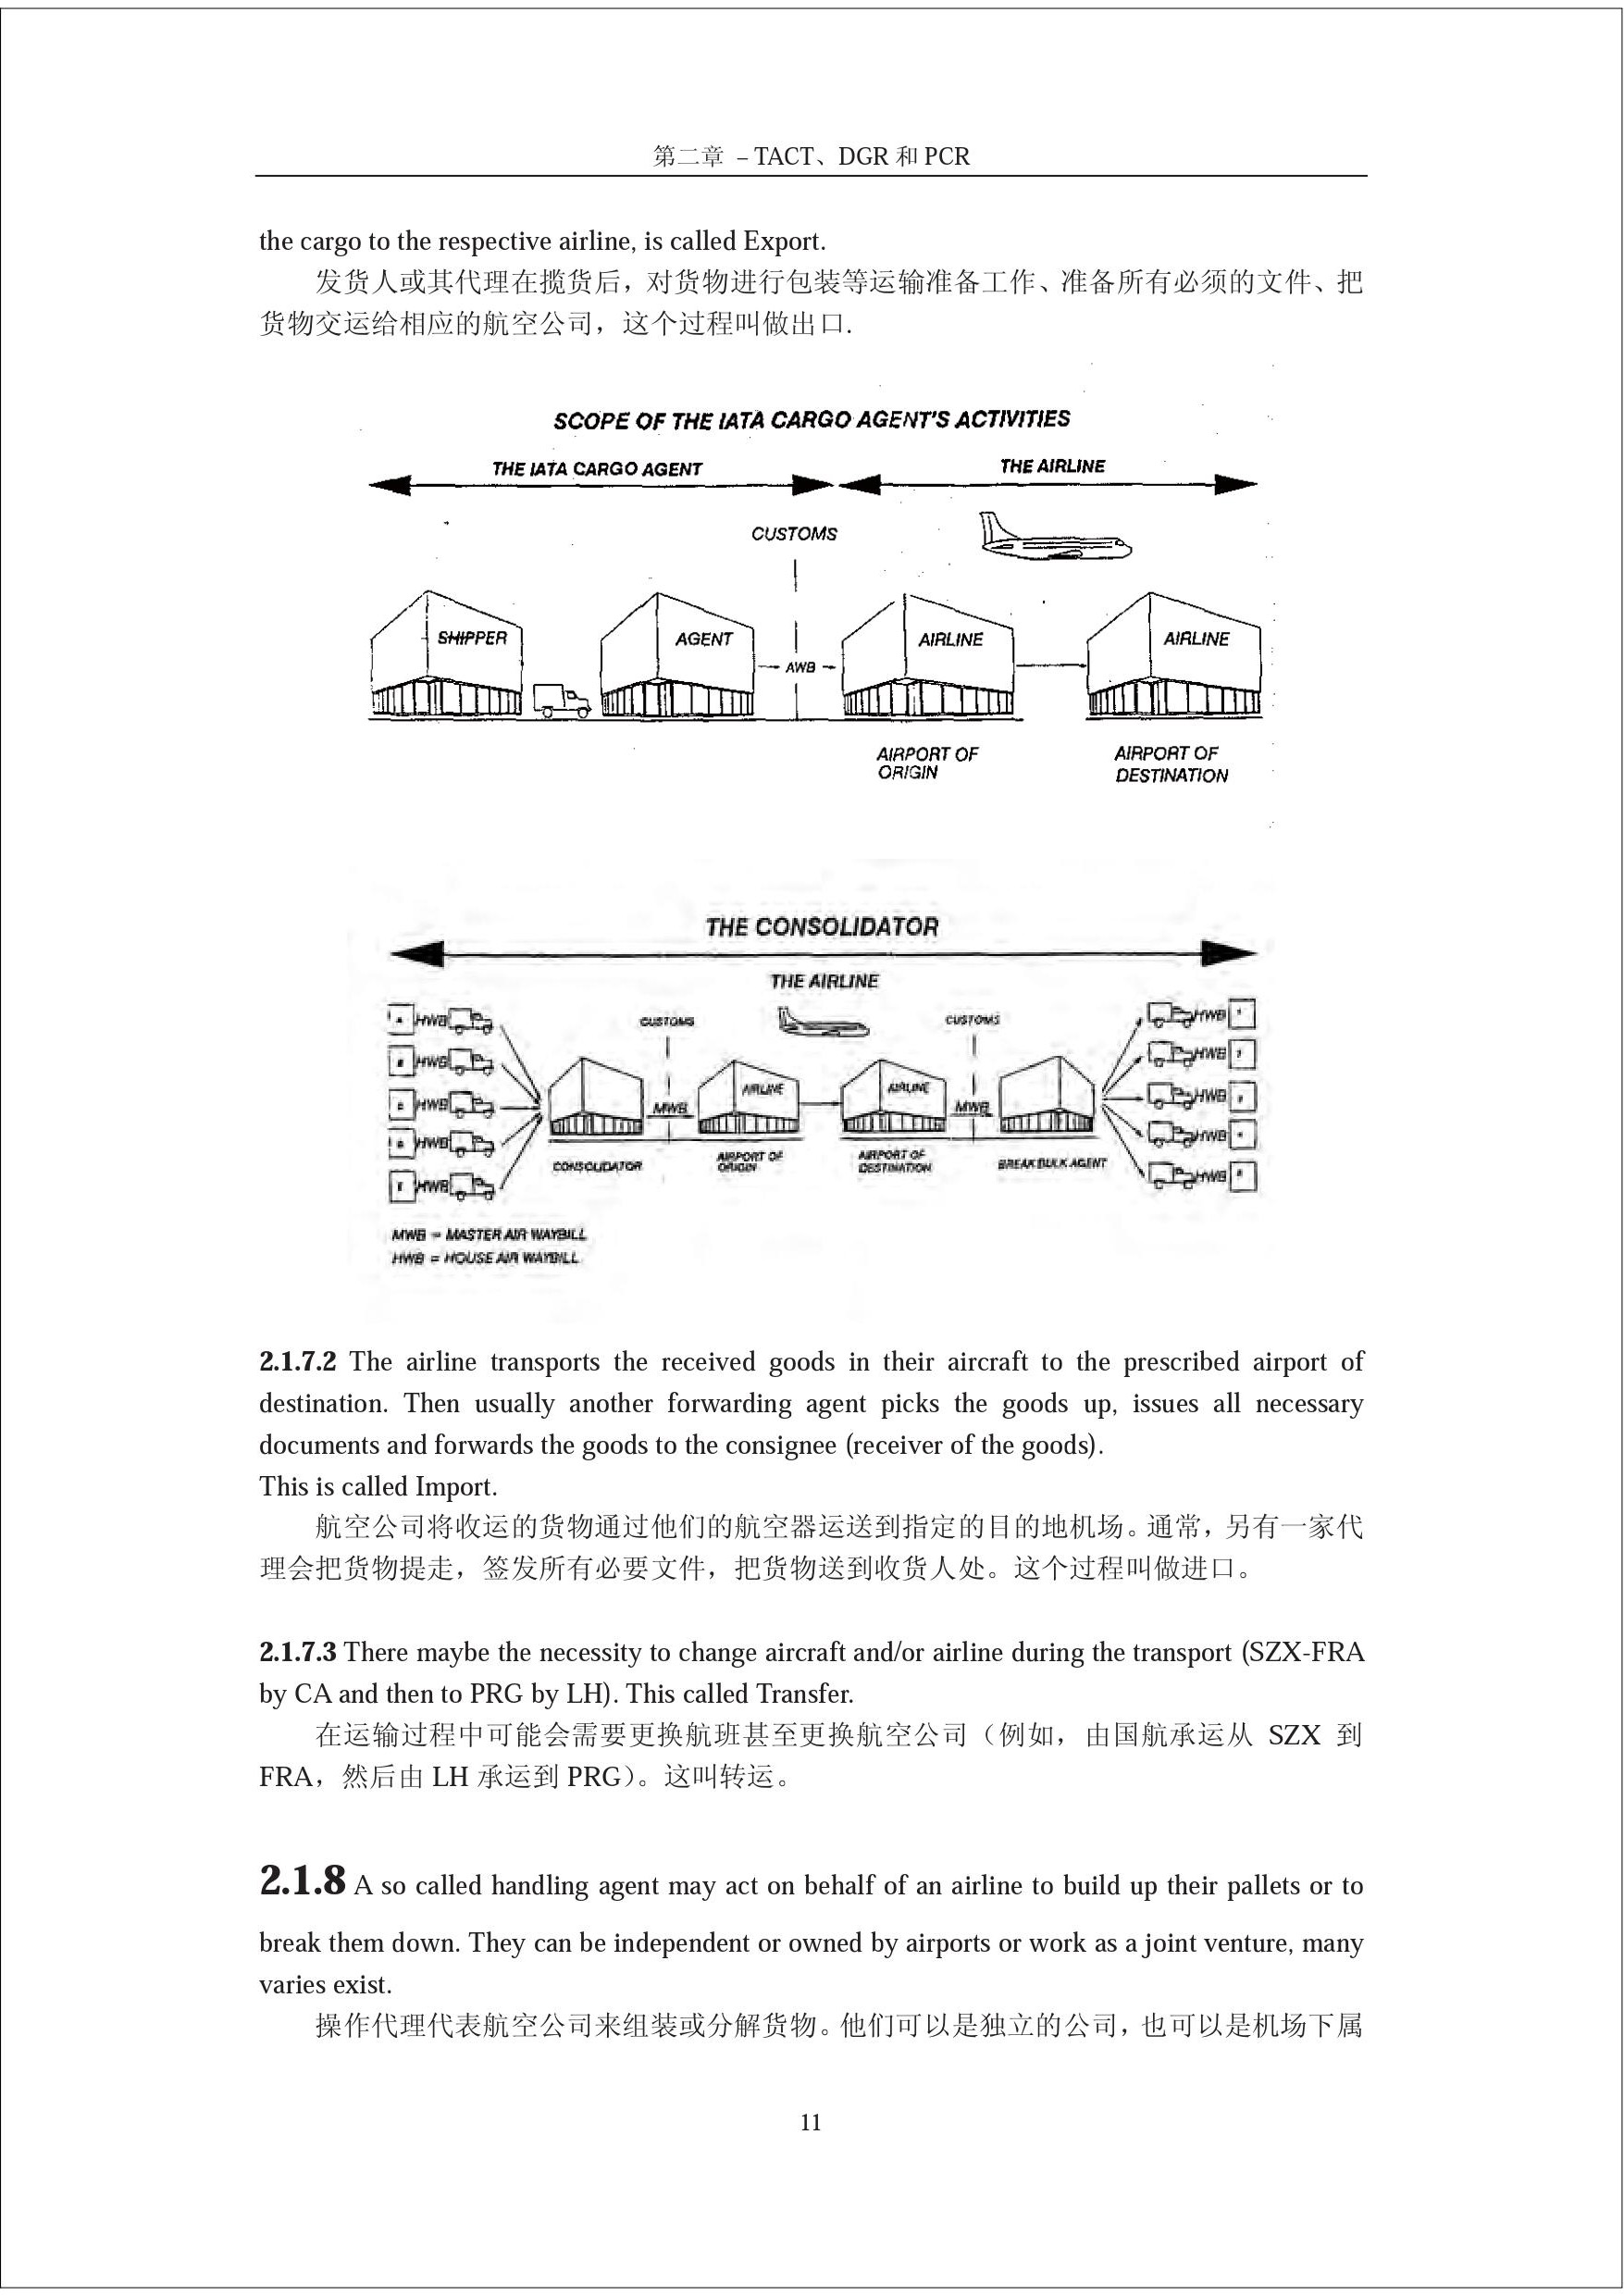 第二章 – TACT、DGR 和 PCR
the cargo to the respective airline, is called Export.
发货人或其代理在揽货后，对货物进行包装等运输准备工作、准备所有必须的文件、把
货物交运给相应的航空公司，这个过程叫做出口.
SCOPE OF THE IATA CARGO AGENT'S ACTIVITIES
THE IATA CARGO AGENT
THE AIRLINE
CUSTOMS
SHIPPER
AGENT
AWB
AIRLINE
AIRLINE
AIRPORT OF
ORIGIN
AIRPORT OF
DESTINATION
THE CONSOLIDATOR
THE AIRLINE
CUSTOMS
CUSTOMS
A HWB
B HWB
C HWB
D HWB
E HWB
MWB
AIRLINE
AIRLINE
MWB
HWB
HWB
HWB
HWB
HWB
CONSOLIDATOR
AIRPORT OF
ORIGIN
AIRPORT OF
DESTINATION
BREAK BULK AGENT
MWB = MASTER AIR WAYBILL
HWB = HOUSE AIR WAYBILL
2.1.7.2 The airline transports the received goods in their aircraft to the prescribed airport of
destination. Then usually another forwarding agent picks the goods up, issues all necessary
documents and forwards the goods to the consignee (receiver of the goods).
This is called Import.
航空公司将收运的货物通过他们的航空器运送到指定的目的地机场。通常，另有一家代
理会把货物提走，签发所有必要文件，把货物送到收货人处。这个过程叫做进口。
2.1.7.3 There maybe the necessity to change aircraft and/or airline during the transport (SZX-FRA
by CA and then to PRG by LH). This called Transfer.
在运输过程中可能会需要更换航班甚至更换航空公司（例如，由国航承运从 SZX 到
FRA，然后由 LH 承运到 PRG）。这叫转运。
2.1.8 A so called handling agent may act on behalf of an airline to build up their pallets or to
break them down. They can be independent or owned by airports or work as a joint venture, many
varies exist.
操作代理代表航空公司来组装或分解货物。他们可以是独立的公司，也可以是机场下属
11